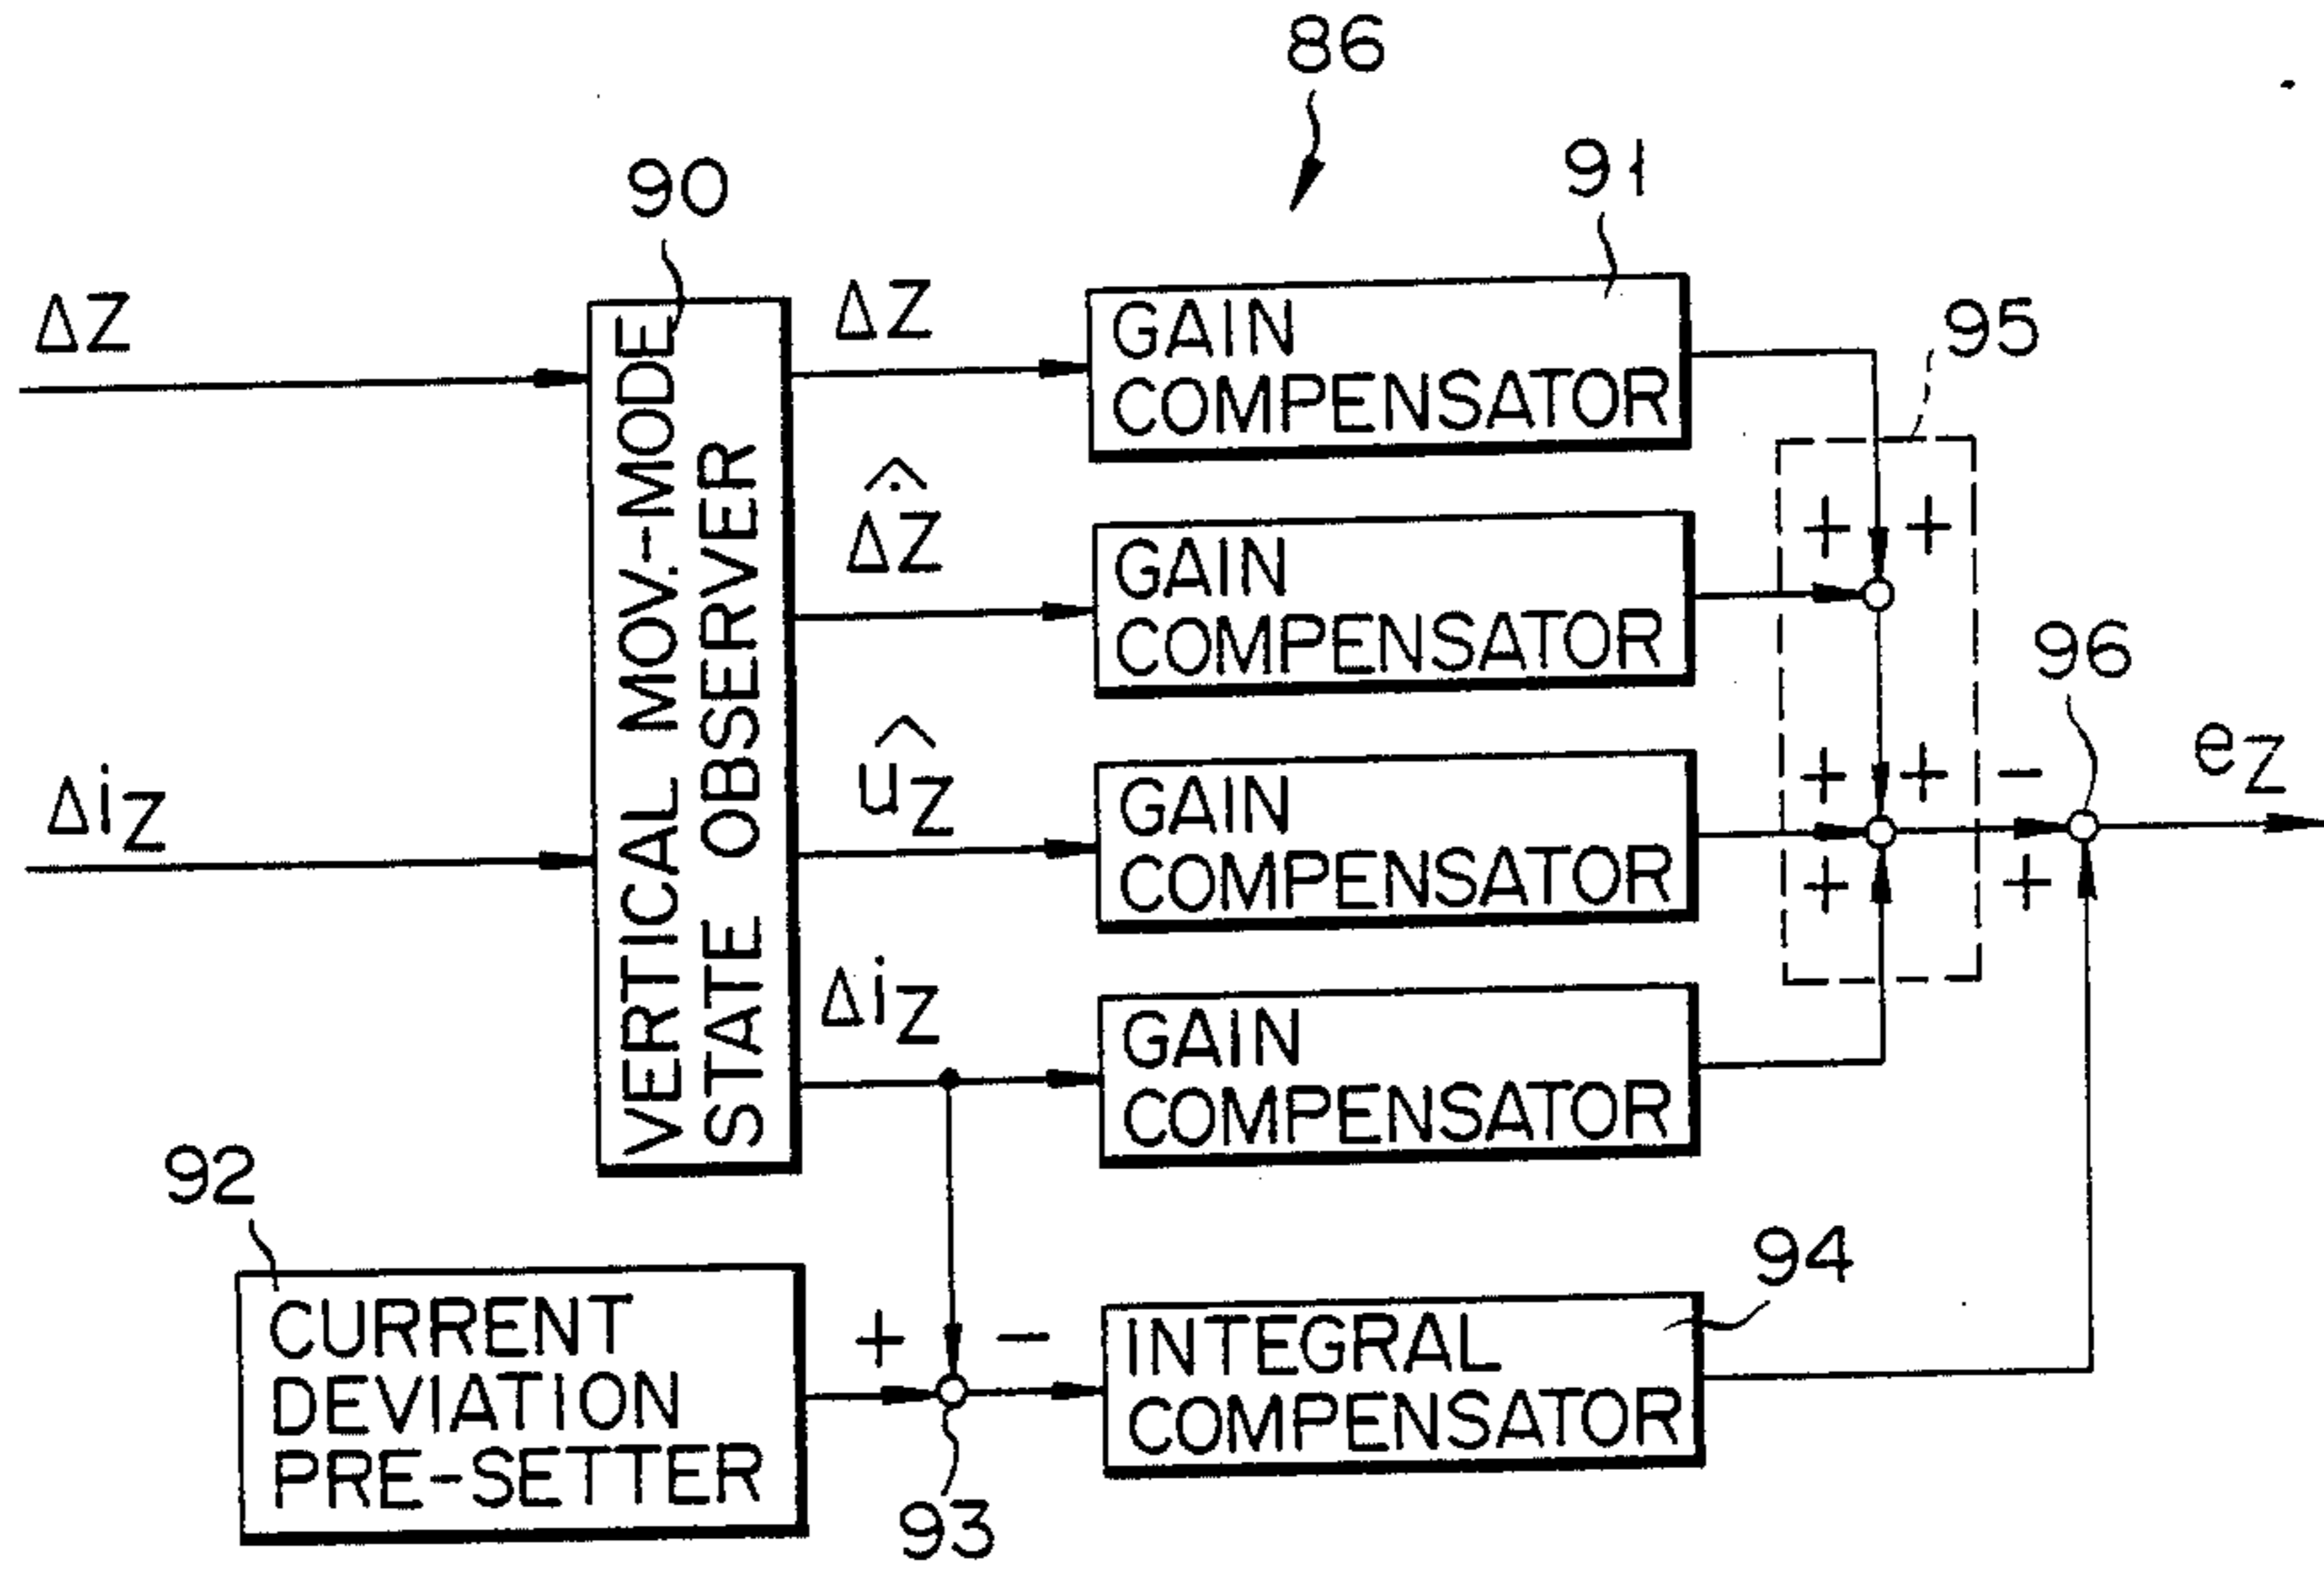 86
90
91
ΔZ
ΔZ
GAIN
COMPENSATOR
95
VERTICAL MOV.-MODE
STATE OBSERVER
Δ̂̇Z
GAIN
COMPENSATOR
+ +
96
ΔiZ
ûZ
GAIN
COMPENSATOR
+ + -
eZ
+ +
ΔiZ
GAIN
COMPENSATOR
92
CURRENT
DEVIATION
PRE-SETTER
+ -
INTEGRAL
COMPENSATOR
94
93